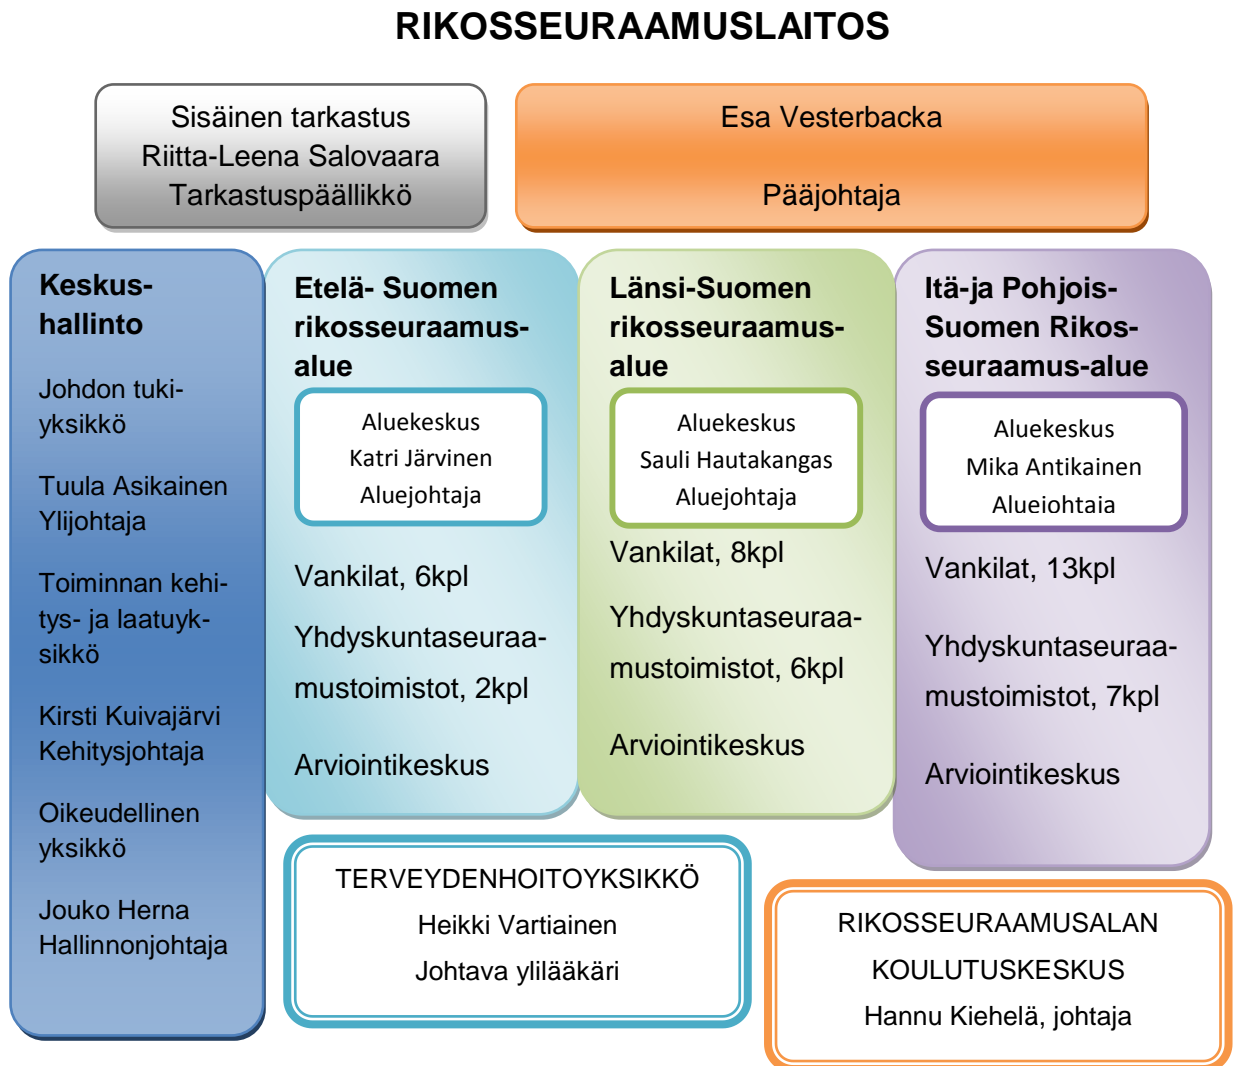 RIKOSSEURAAMUSLAITOS
Sisäinen tarkastus
Riitta-Leena Salovaara
Tarkastuspäällikkö
Esa Vesterbacka
Pääjohtaja
Keskus-
hallinto
Johdon tuki-
yksikkö
Tuula Asikainen
Ylijohtaja
Toiminnan kehi-
tys- ja laatuyk-
sikkö
Kirsti Kuivajärvi
Kehitysjohtaja
Oikeudellinen
yksikkö
Jouko Herna
Hallinnonjohtaja
Etelä- Suomen
rikosseuraamus-
alue
Aluekeskus
Katri Järvinen
Aluejohtaja
Vankilat, 6kpl
Yhdyskuntaseuraa-
mustoimistot, 2kpl
Arviointikeskus
Länsi-Suomen
rikosseuraamus-
alue
Aluekeskus
Sauli Hautakangas
Aluejohtaja
Vankilat, 8kpl
Yhdyskuntaseuraa-
mustoimistot, 6kpl
Arviointikeskus
Itä-ja Pohjois-
Suomen Rikos-
seuraamus-alue
Aluekeskus
Mika Antikainen
Aluejohtaja
Vankilat, 13kpl
Yhdyskuntaseuraa-
mustoimistot, 7kpl
Arviointikeskus
TERVEYDENHOITOYKSIKKÖ
Heikki Vartiainen
Johtava ylilääkäri
RIKOSSEURAAMUSALAN
KOULUTUSKESKUS
Hannu Kiehelä, johtaja